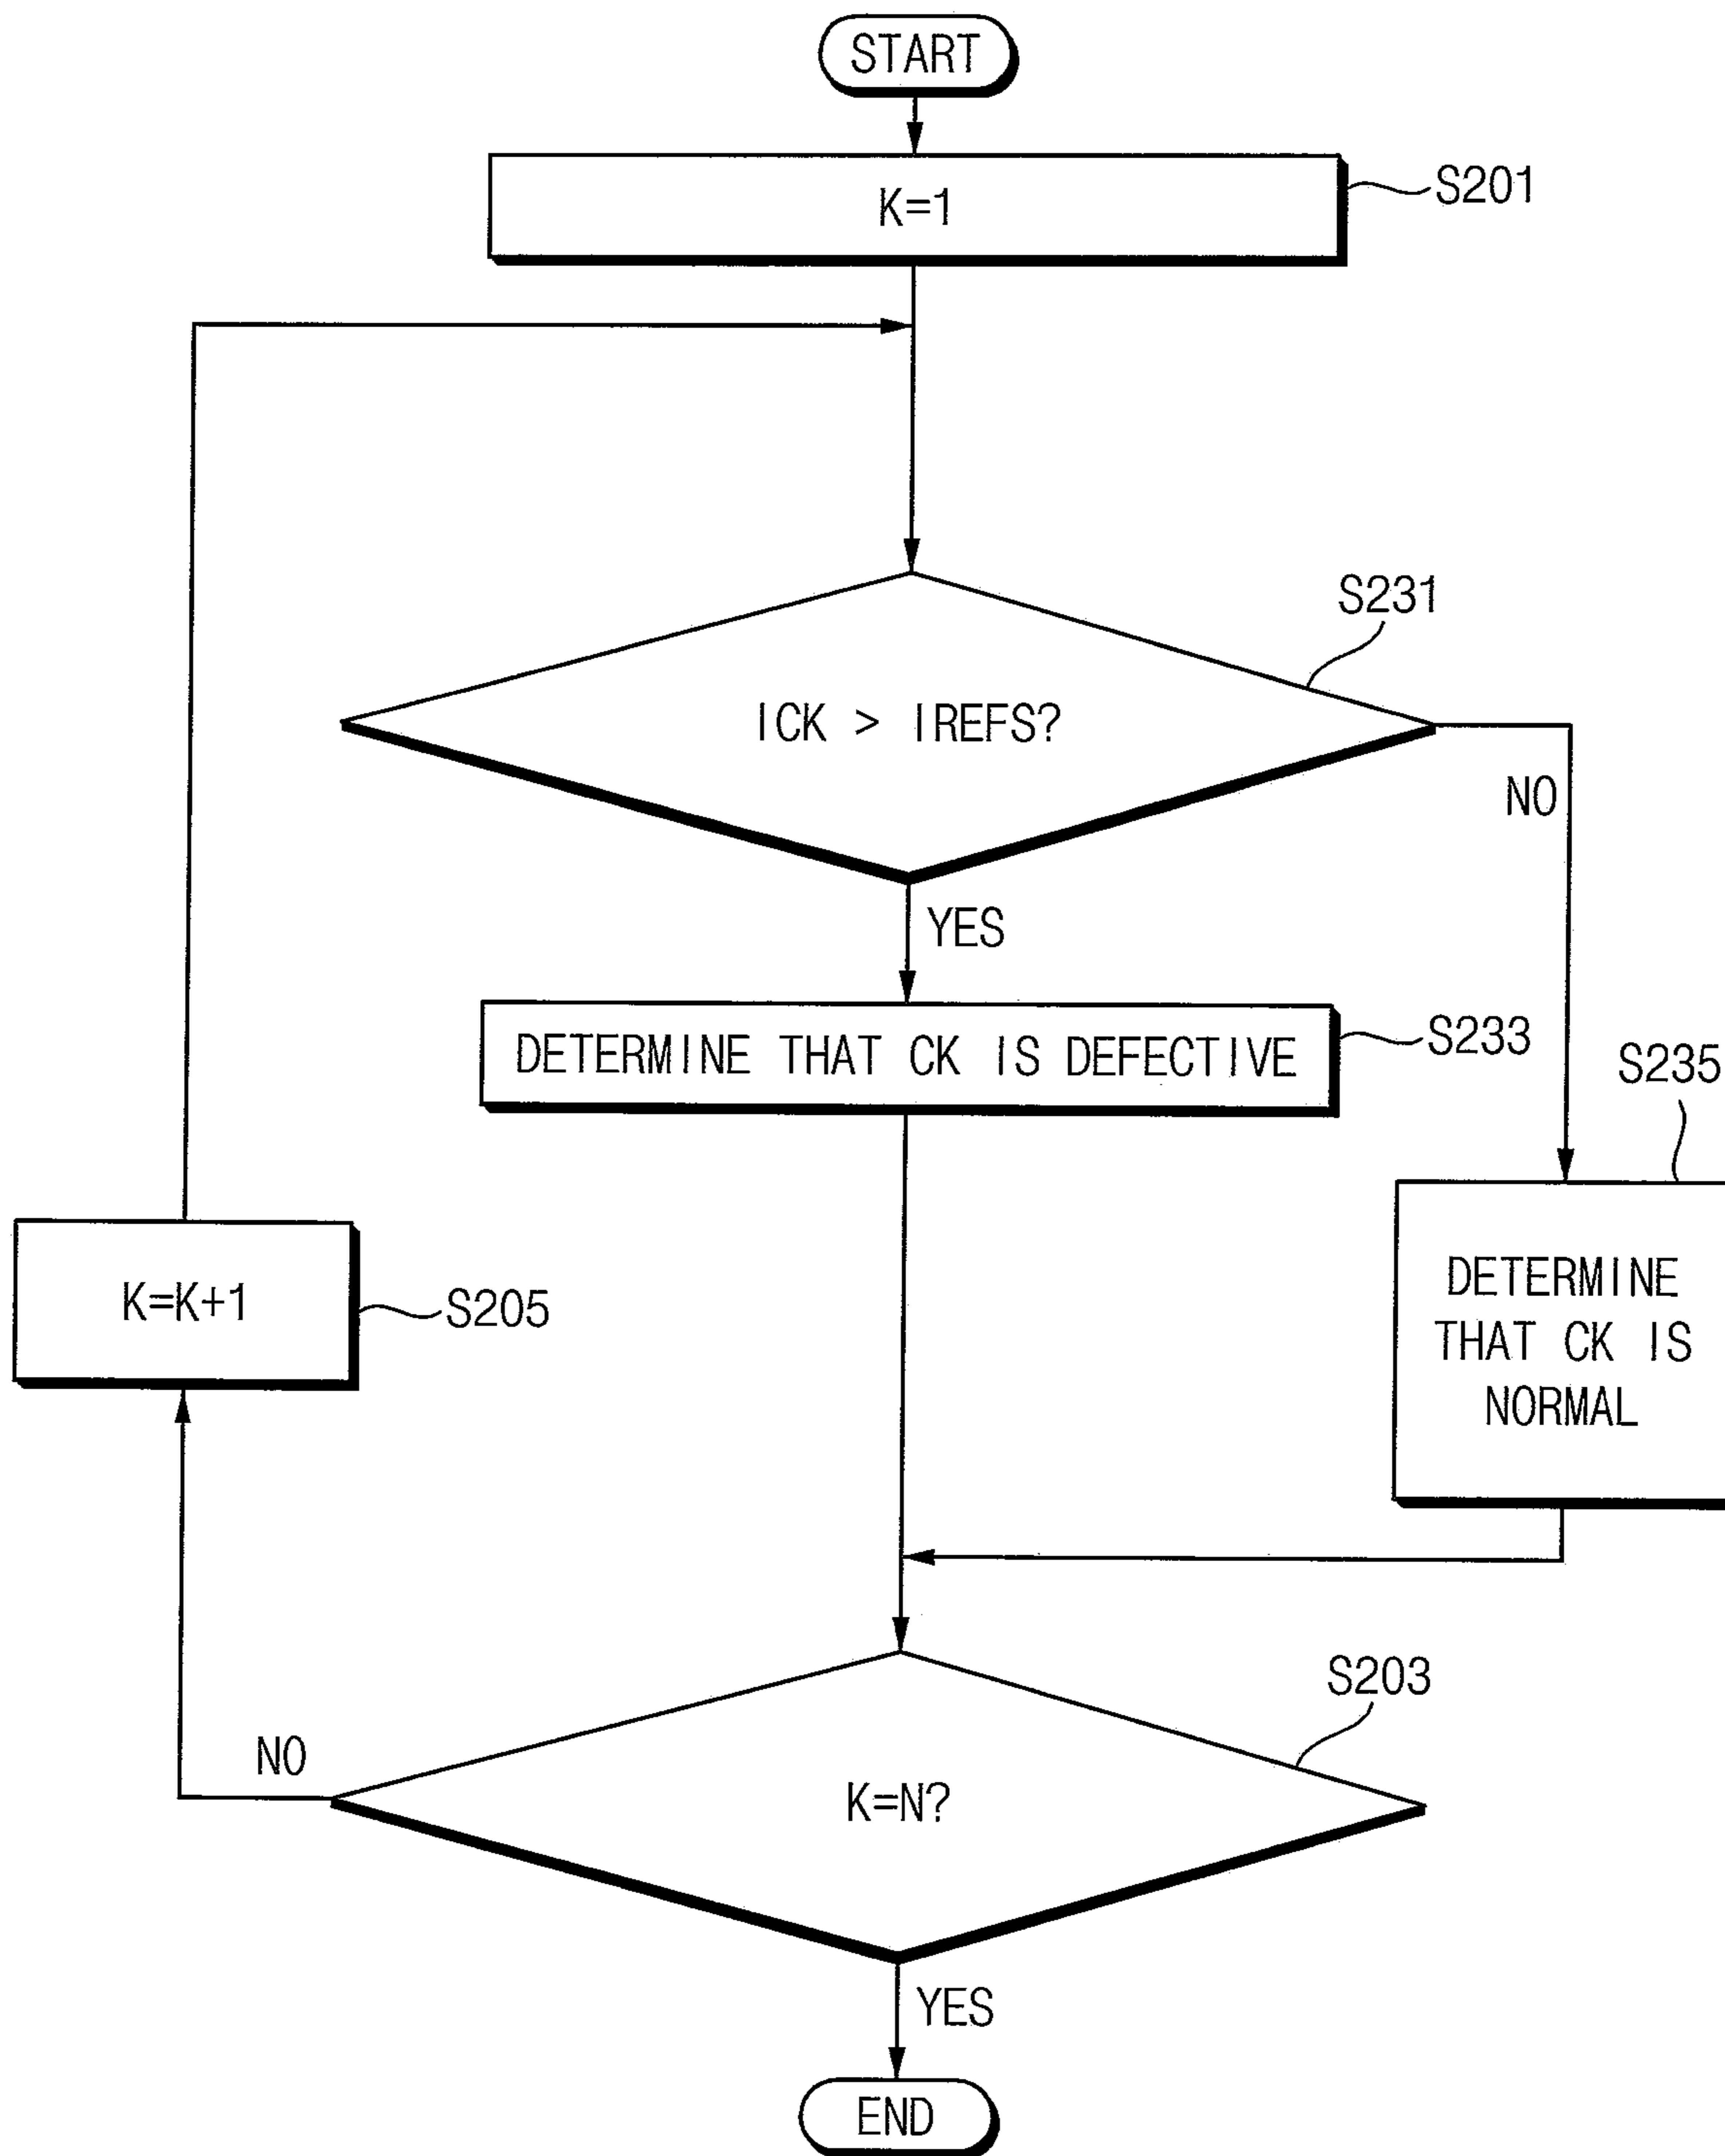 START
K=1
S201
ICK > IREFS?
S231
NO
YES
DETERMINE THAT CK IS DEFECTIVE
S233
S235
DETERMINE
THAT CK IS
NORMAL
K=K+1
S205
S203
NO
K=N?
YES
END